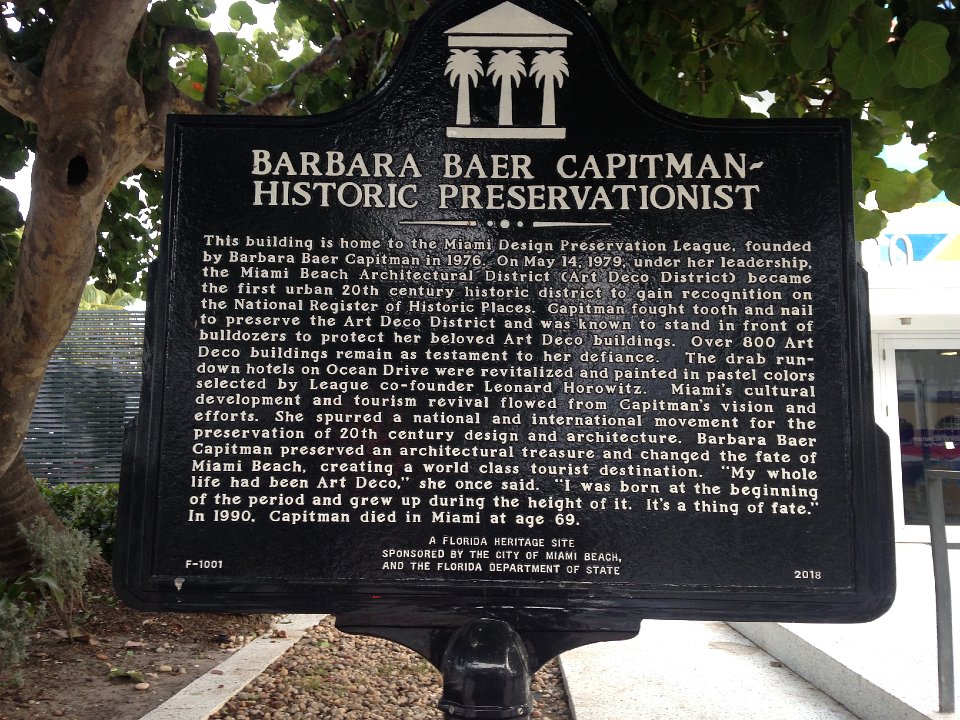 BARBARA BAER CAPITMAN-
HISTORIC PRESERVATIONIST
This building is home to the Miami Design Preservation League, founded
by Barbara Baer Capitman in 1976. On May 14, 1979, under her leadership,
the Miami Beach Architectural District (Art Deco District) became
the first urban 20th century historic district to gain recognition on
the National Register of Historic Places. Capitman fought tooth and nail
to preserve the Art Deco District and was known to stand in front of
bulldozers to protect her beloved Art Deco buildings. Over 800 Art
Deco buildings remain as testament to her defiance. The drab run-
down hotels on Ocean Drive were revitalized and painted in pastel colors
selected by League co-founder Leonard Horowitz. Miami's cultural
development and tourism revival flowed from Capitman's vision and
efforts. She spurred a national and international movement for the
preservation of 20th century design and architecture. Barbara Baer
Capitman preserved an architectural treasure and changed the fate of
Miami Beach, creating a world class tourist destination. "My whole
life had been Art Deco," she once said. "I was born at the beginning
of the period and grew up during the height of it. It's a thing of fate."
In 1990, Capitman died in Miami at age 69.
A FLORIDA HERITAGE SITE
SPONSORED BY THE CITY OF MIAMI BEACH,
AND THE FLORIDA DEPARTMENT OF STATE
F-1001
2018